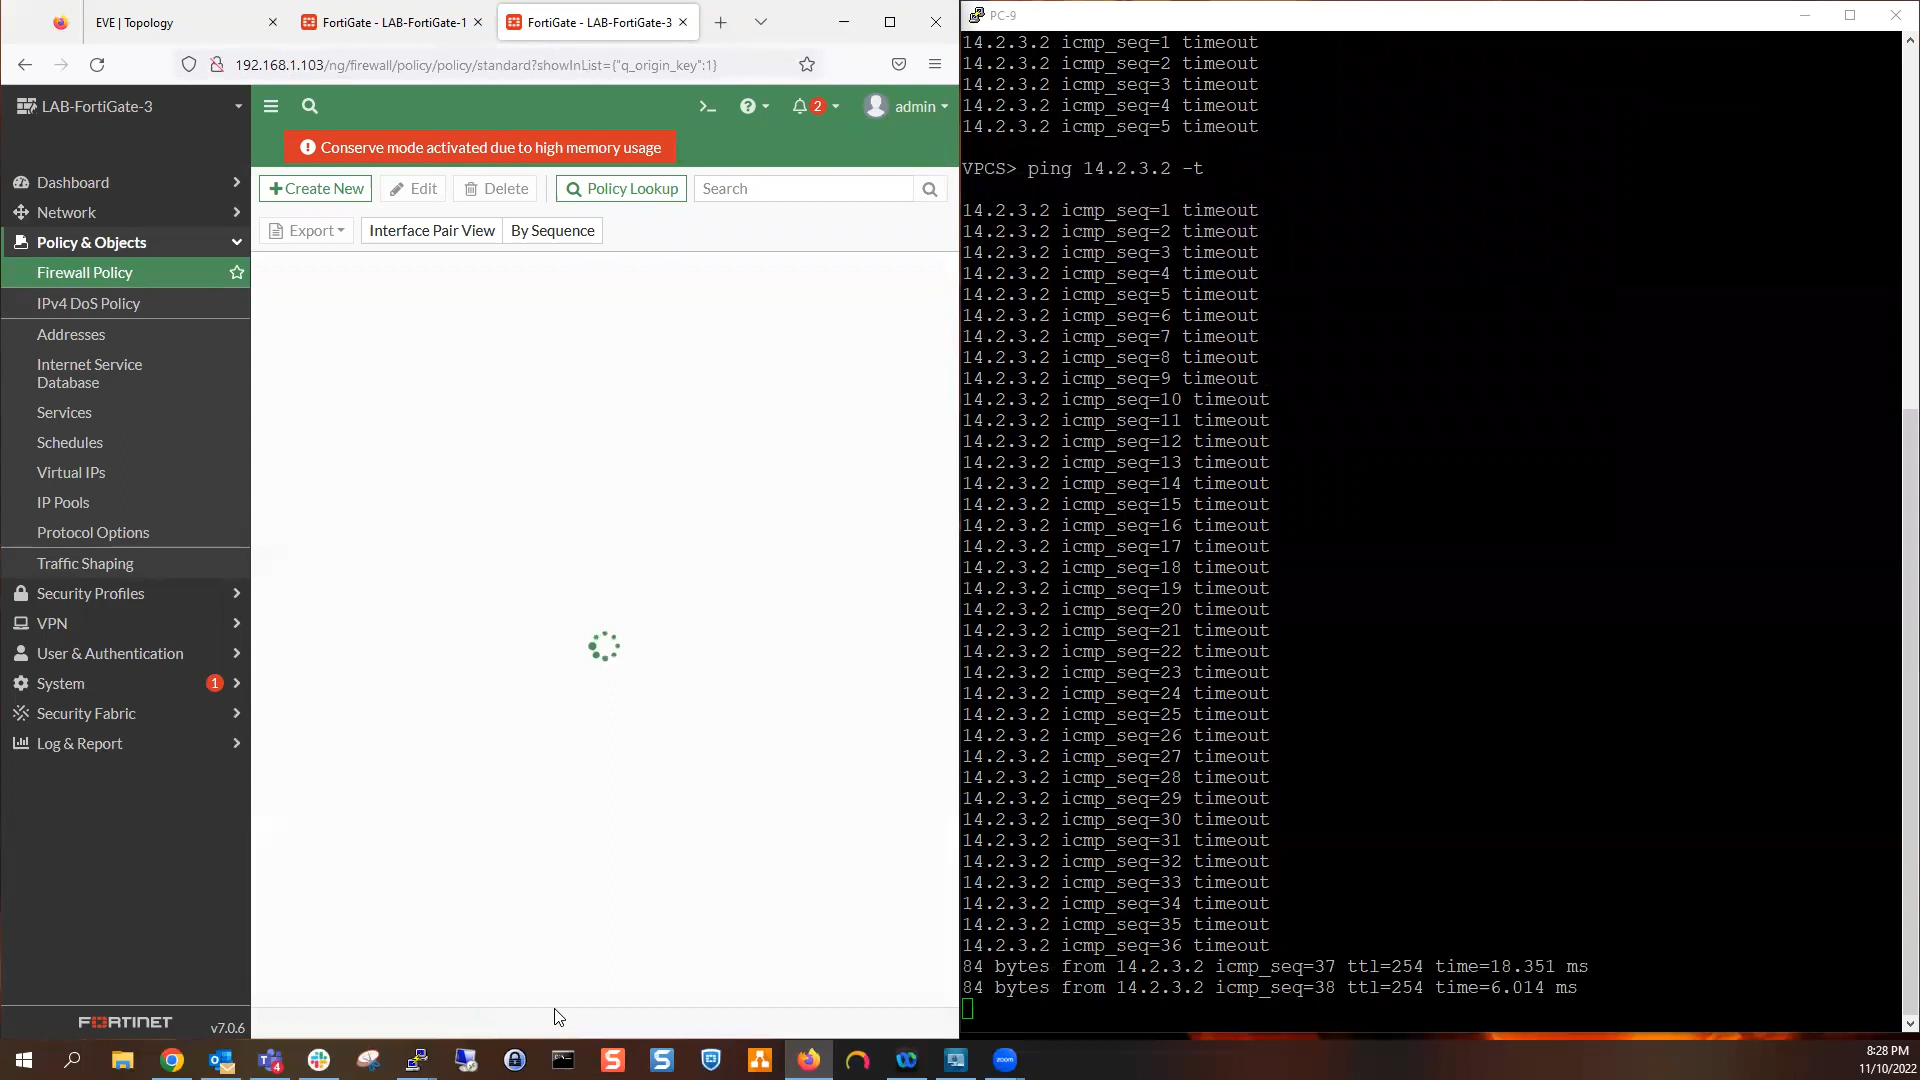 EVE | Topology
FortiGate - LAB-FortiGate-1
FortiGate - LAB-FortiGate-3
192.168.1.103/ng/firewall/policy/policy/standard?showInList={"q_origin_key":1}
LAB-FortiGate-3
2
admin
Conserve mode activated due to high memory usage
Create New
Edit
Delete
Policy Lookup
Search
Export
Interface Pair View
By Sequence
Dashboard
Network
Policy & Objects
Firewall Policy
IPv4 DoS Policy
Addresses
Internet Service
Database
Services
Schedules
Virtual IPs
IP Pools
Protocol Options
Traffic Shaping
Security Profiles
VPN
User & Authentication
System
1
Security Fabric
Log & Report
FORTINET
v7.0.6
PC-9
14.2.3.2 icmp_seq=1 timeout
14.2.3.2 icmp_seq=2 timeout
14.2.3.2 icmp_seq=3 timeout
14.2.3.2 icmp_seq=4 timeout
14.2.3.2 icmp_seq=5 timeout
VPCS> ping 14.2.3.2 -t
14.2.3.2 icmp_seq=1 timeout
14.2.3.2 icmp_seq=2 timeout
14.2.3.2 icmp_seq=3 timeout
14.2.3.2 icmp_seq=4 timeout
14.2.3.2 icmp_seq=5 timeout
14.2.3.2 icmp_seq=6 timeout
14.2.3.2 icmp_seq=7 timeout
14.2.3.2 icmp_seq=8 timeout
14.2.3.2 icmp_seq=9 timeout
14.2.3.2 icmp_seq=10 timeout
14.2.3.2 icmp_seq=11 timeout
14.2.3.2 icmp_seq=12 timeout
14.2.3.2 icmp_seq=13 timeout
14.2.3.2 icmp_seq=14 timeout
14.2.3.2 icmp_seq=15 timeout
14.2.3.2 icmp_seq=16 timeout
14.2.3.2 icmp_seq=17 timeout
14.2.3.2 icmp_seq=18 timeout
14.2.3.2 icmp_seq=19 timeout
14.2.3.2 icmp_seq=20 timeout
14.2.3.2 icmp_seq=21 timeout
14.2.3.2 icmp_seq=22 timeout
14.2.3.2 icmp_seq=23 timeout
14.2.3.2 icmp_seq=24 timeout
14.2.3.2 icmp_seq=25 timeout
14.2.3.2 icmp_seq=26 timeout
14.2.3.2 icmp_seq=27 timeout
14.2.3.2 icmp_seq=28 timeout
14.2.3.2 icmp_seq=29 timeout
14.2.3.2 icmp_seq=30 timeout
14.2.3.2 icmp_seq=31 timeout
14.2.3.2 icmp_seq=32 timeout
14.2.3.2 icmp_seq=33 timeout
14.2.3.2 icmp_seq=34 timeout
14.2.3.2 icmp_seq=35 timeout
14.2.3.2 icmp_seq=36 timeout
84 bytes from 14.2.3.2 icmp_seq=37 ttl=254 time=18.351 ms
84 bytes from 14.2.3.2 icmp_seq=38 ttl=254 time=6.014 ms
4
zoom
8:28 PM
11/10/2022